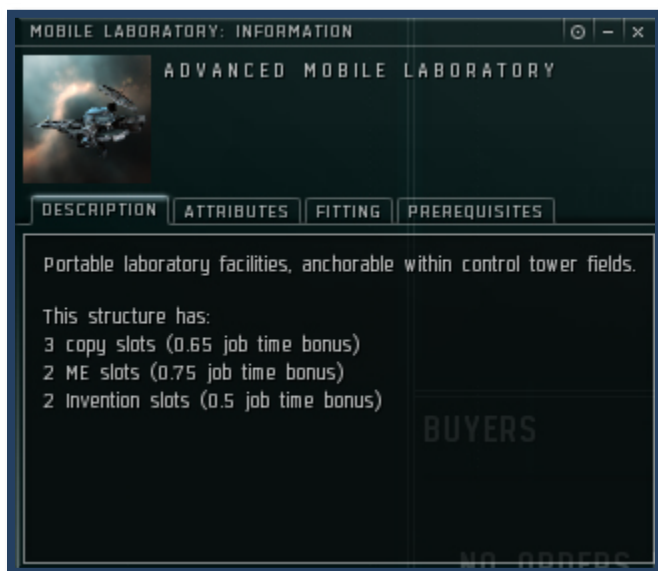 MOBILE LABORATORY: INFORMATION
ADVANCED MOBILE LABORATORY
DESCRIPTION ATTRIBUTES FITTING PREREQUISITES
Portable laboratory facilities, anchorable within control tower fields.
This structure has:
3 copy slots (0.65 job time bonus)
2 ME slots (0.75 job time bonus)
2 Invention slots (0.5 job time bonus)
BUYERS
NO ORDERS